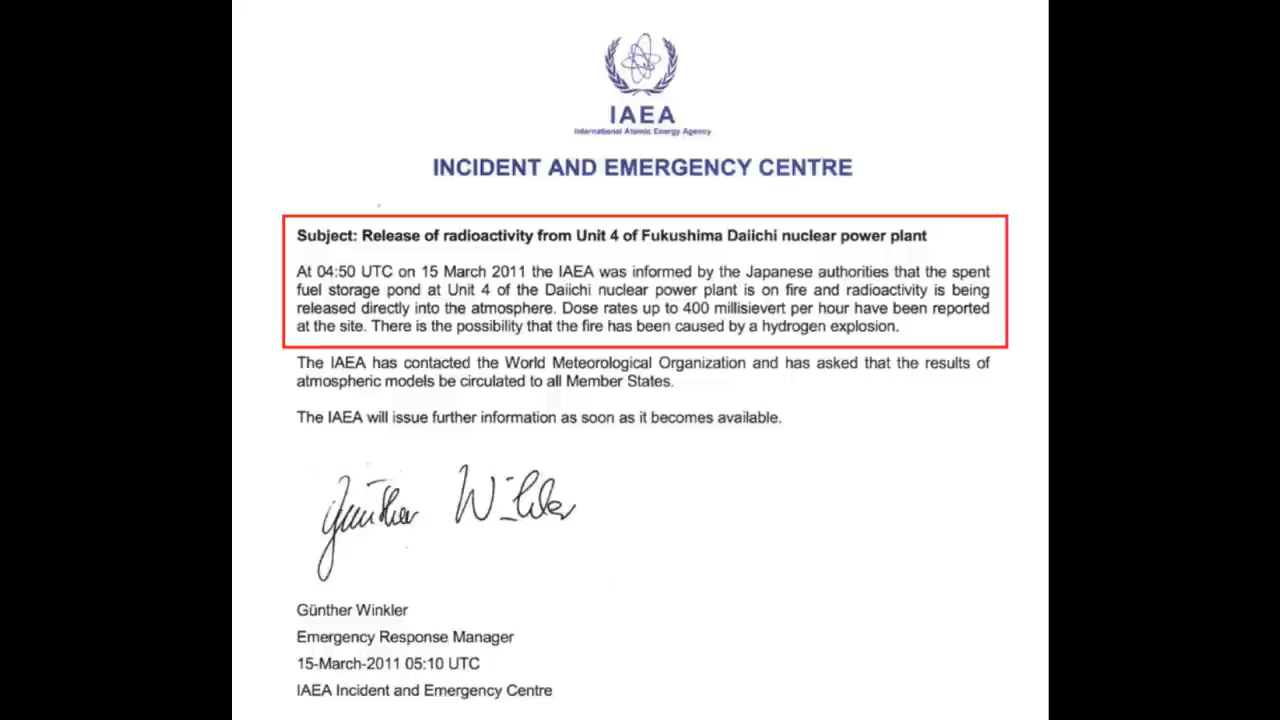 IAEA
International Atomic Energy Agency
INCIDENT AND EMERGENCY CENTRE
Subject: Release of radioactivity from Unit 4 of Fukushima Daiichi nuclear power plant
At 04:50 UTC on 15 March 2011 the IAEA was informed by the Japanese authorities that the spent
fuel storage pond at Unit 4 of the Daiichi nuclear power plant is on fire and radioactivity is being
released directly into the atmosphere. Dose rates up to 400 millisievert per hour have been reported
at the site. There is the possibility that the fire has been caused by a hydrogen explosion.
The IAEA has contacted the World Meteorological Organization and has asked that the results of
atmospheric models be circulated to all Member States.
The IAEA will issue further information as soon as it becomes available.
Günther Winkler
Günther Winkler
Emergency Response Manager
15-March-2011 05:10 UTC
IAEA Incident and Emergency Centre